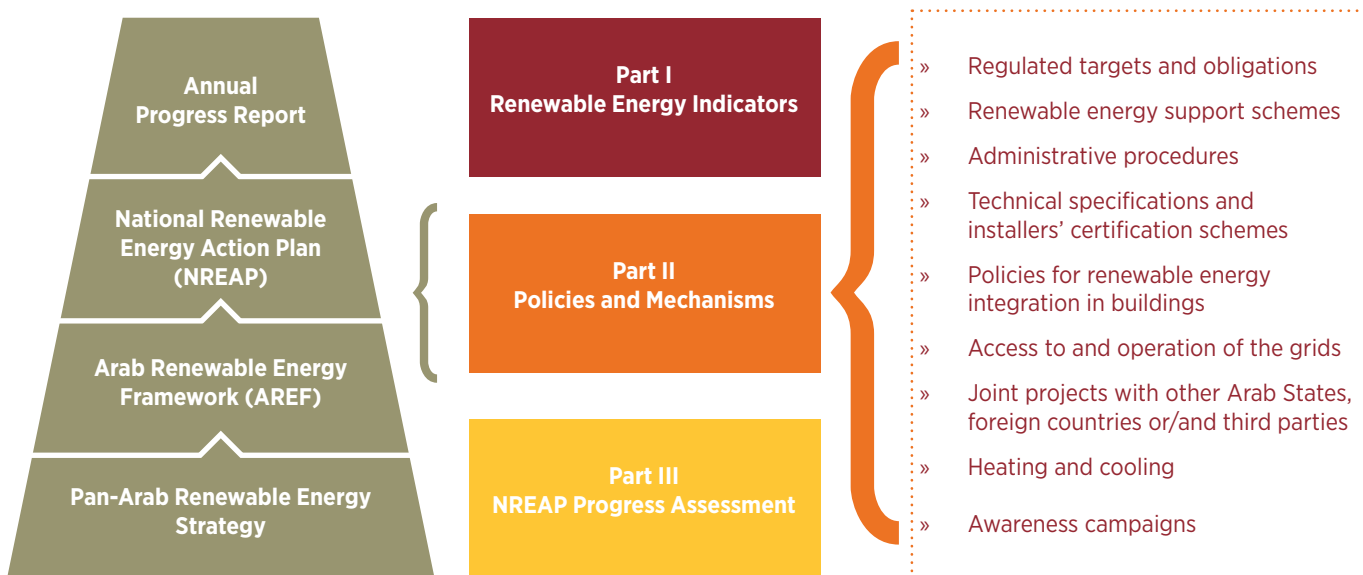 Annual
Progress Report
National Renewable
Energy Action Plan
(NREAP)
Arab Renewable Energy
Framework (AREF)
Pan-Arab Renewable Energy
Strategy
Part I
Renewable Energy Indicators
Part II
Policies and Mechanisms
Part III
NREAP Progress Assessment
» Regulated targets and obligations
» Renewable energy support schemes
» Administrative procedures
» Technical specifications and
installers’ certification schemes
» Policies for renewable energy
integration in buildings
» Access to and operation of the grids
» Joint projects with other Arab States,
foreign countries or/and third parties
» Heating and cooling
» Awareness campaigns